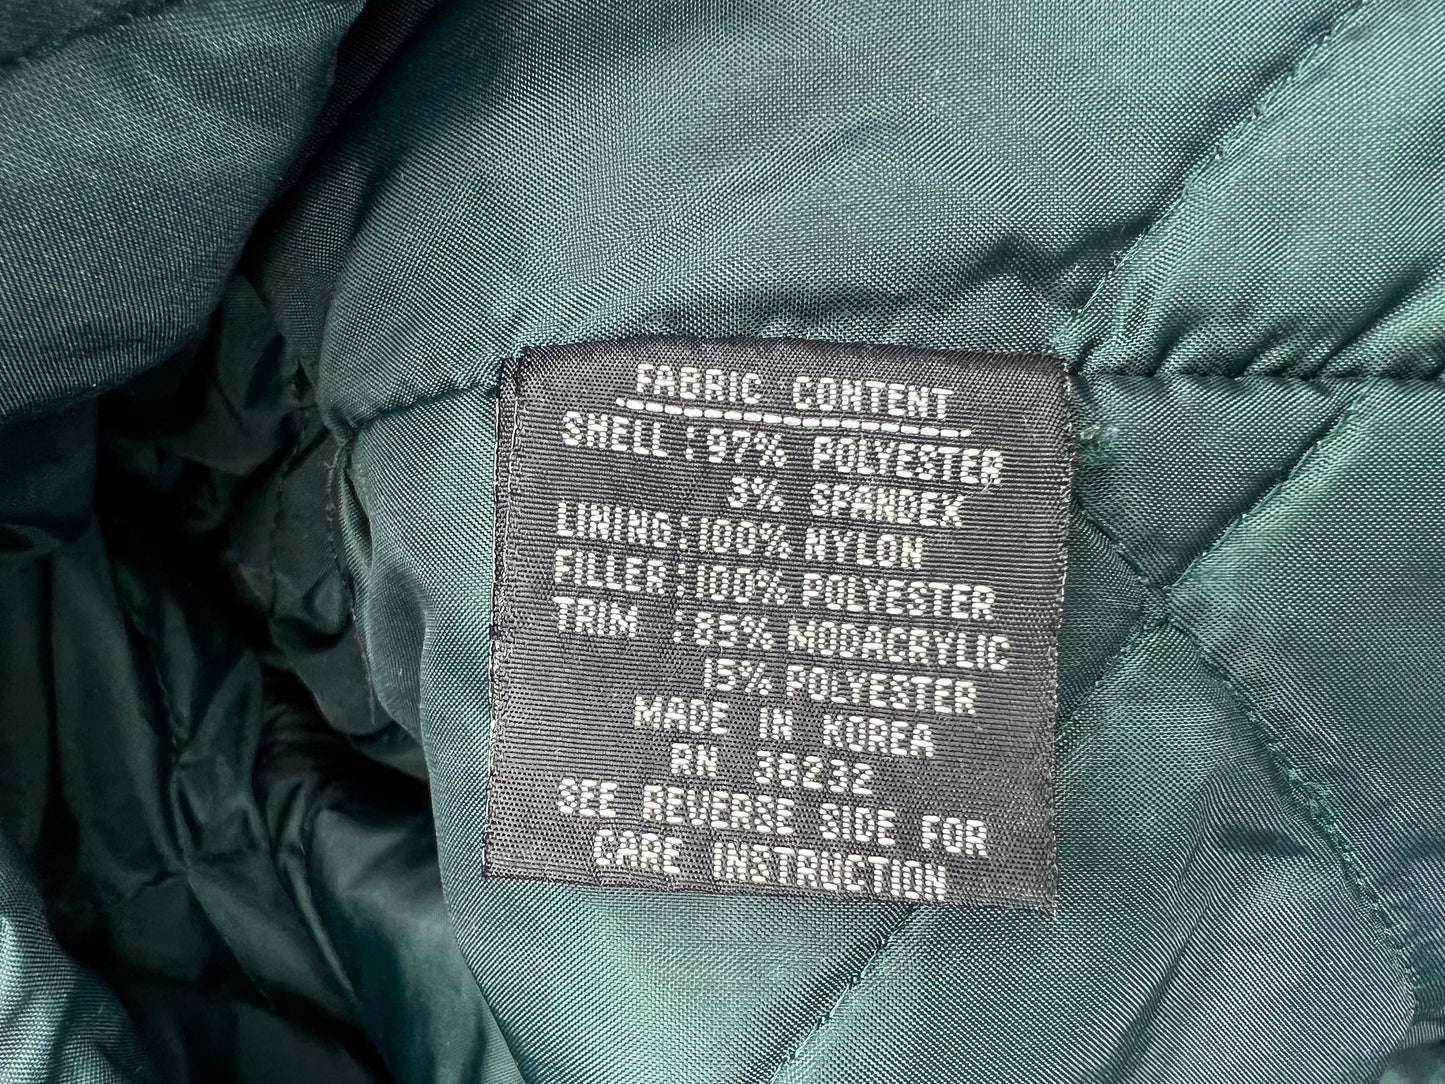 FABRIC CONTENT
SHELL :97% POLYESTER
3% SPANDEX
LINING:100% NYLON
FILLER:100% POLYESTER
TRIM :85% MODACRYLIC
15% POLYESTER
MADE IN KOREA
RN 36232
SEE REVERSE SIDE FOR
CARE INSTRUCTION